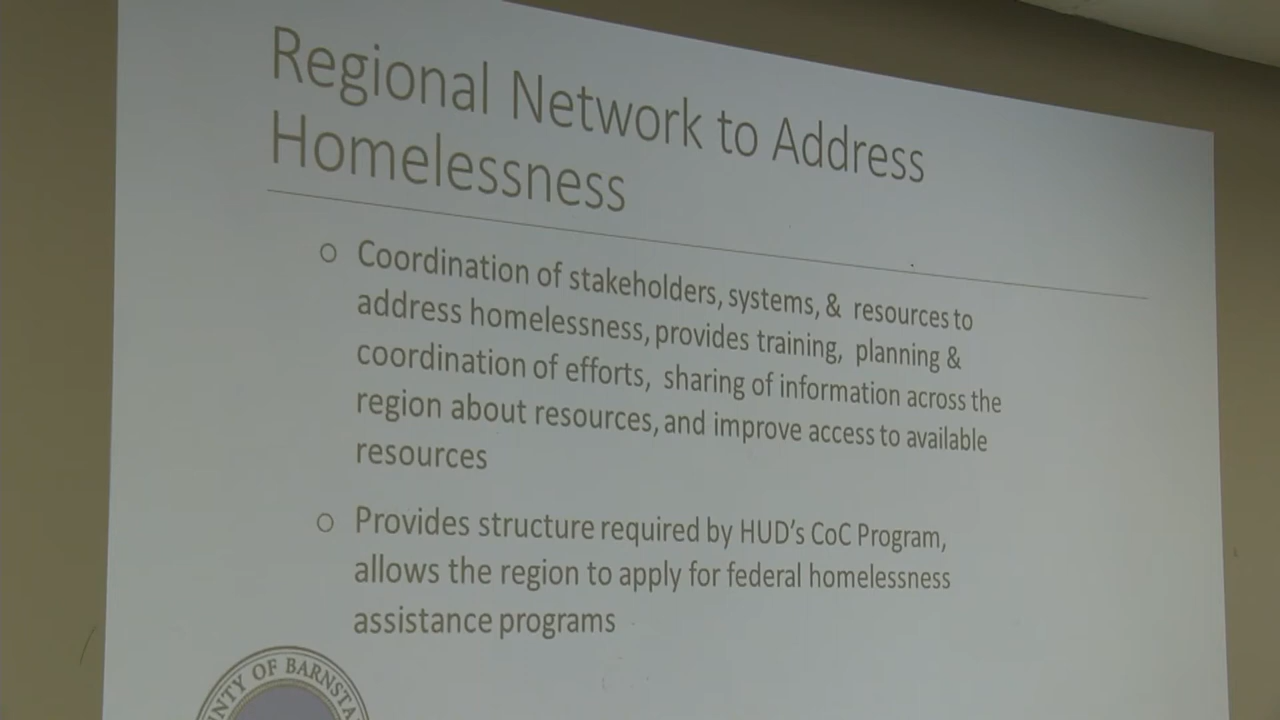 Regional Network to Address
Homelessness
○ Coordination of stakeholders, systems, & resources to
address homelessness, provides training, planning &
coordination of efforts, sharing of information across the
region about resources, and improve access to available
resources
○ Provides structure required by HUD's CoC Program,
allows the region to apply for federal homelessness
assistance programs
NTY OF BARNSTA